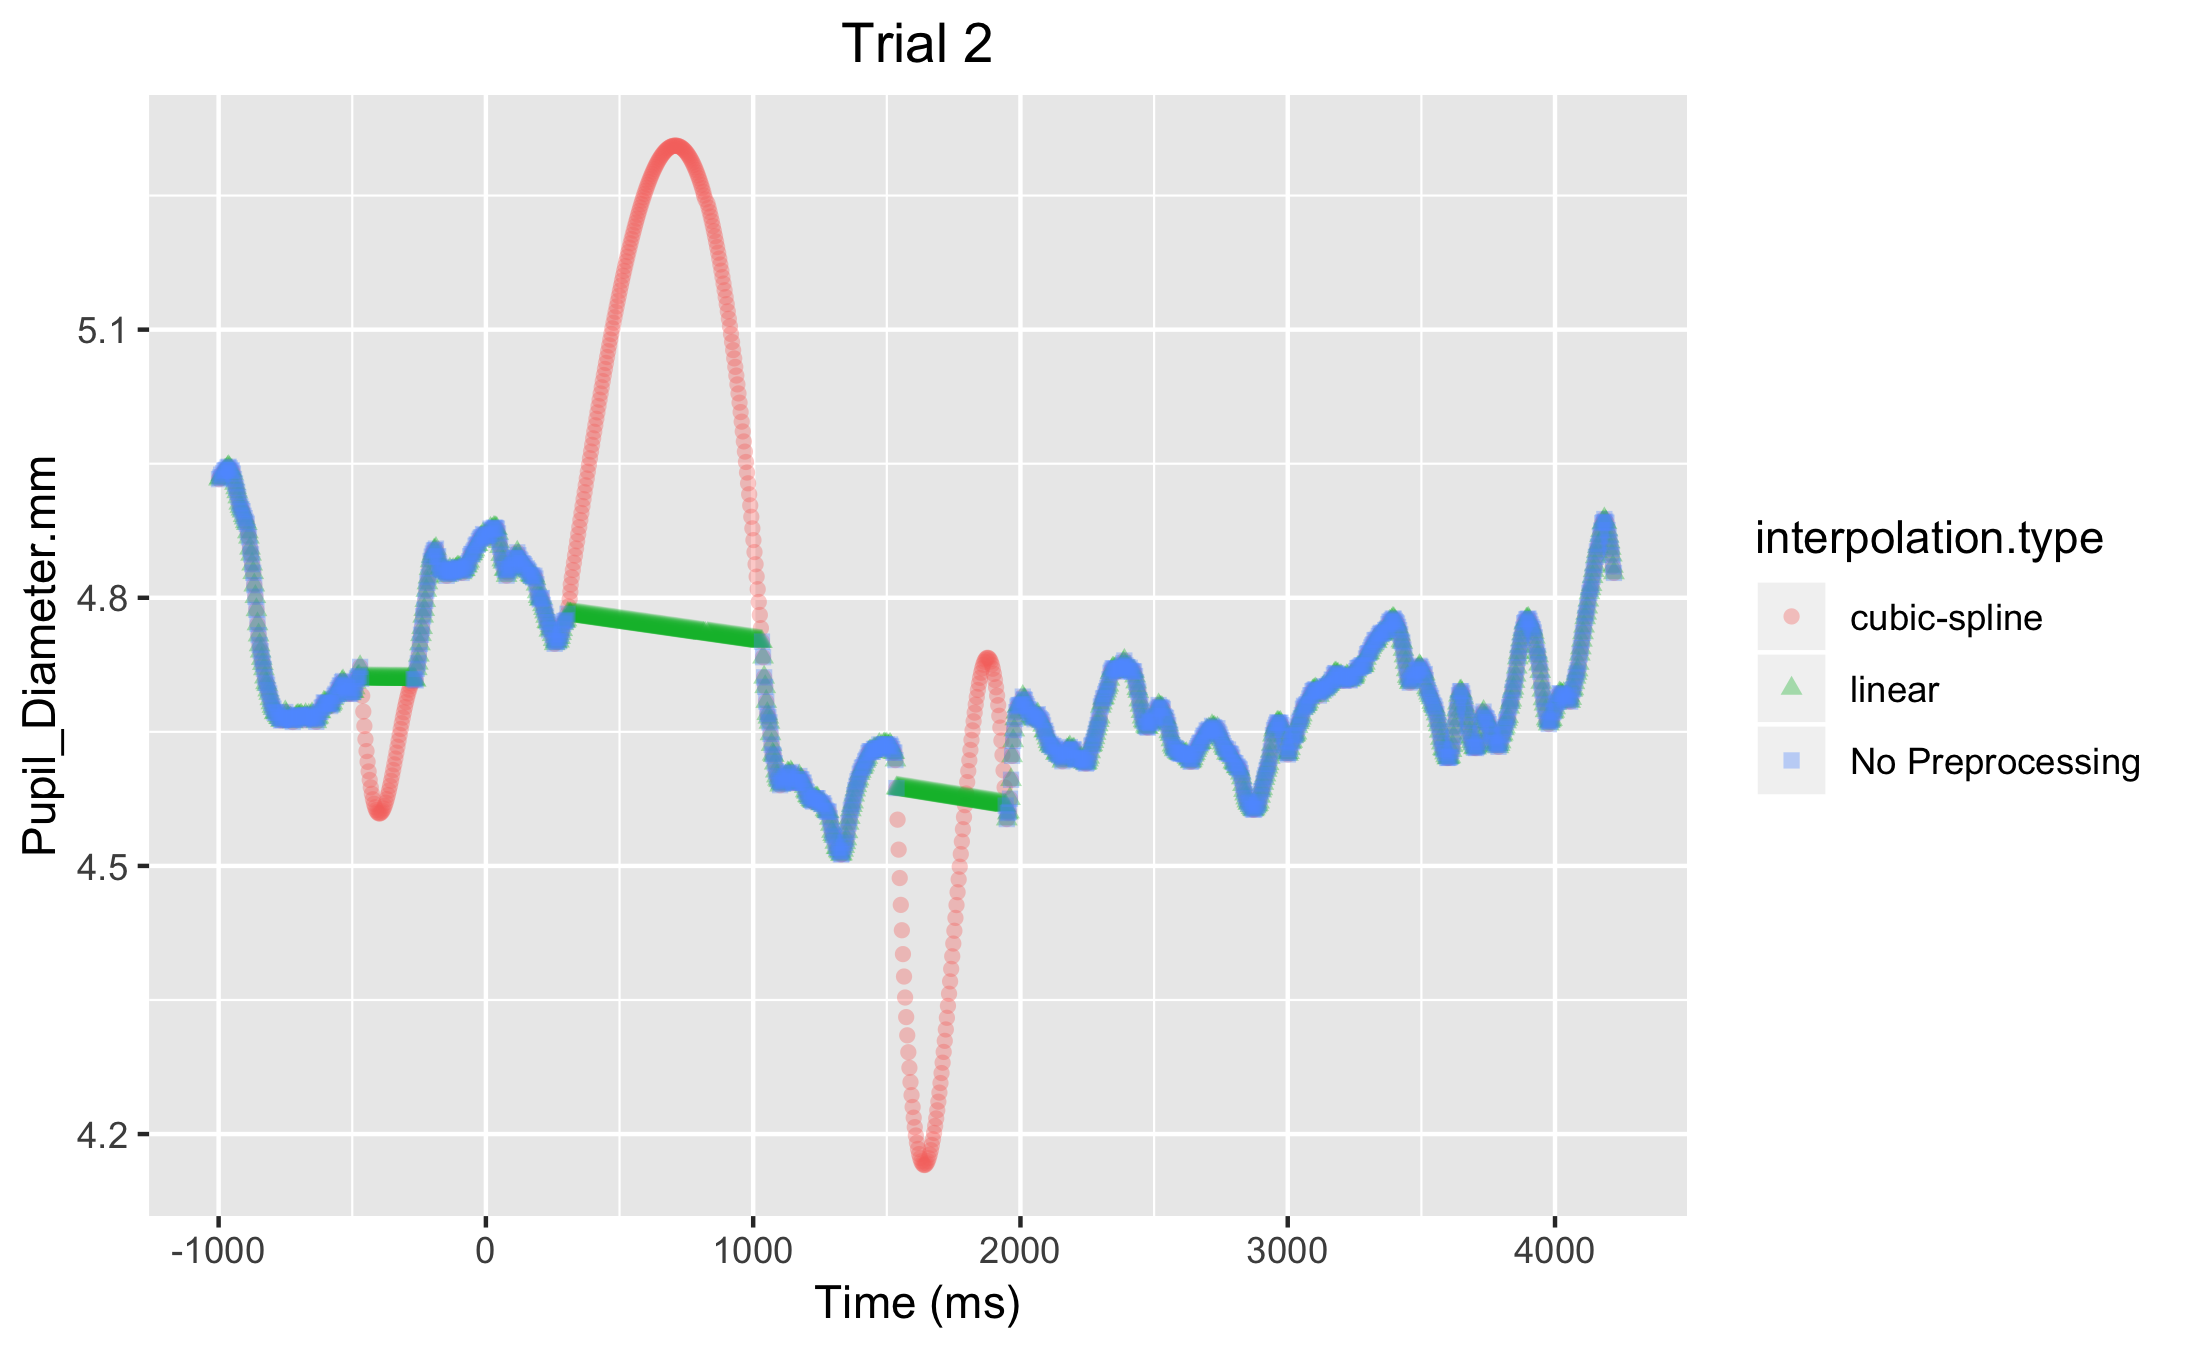 Trial 2
Pupil_Diameter.mm
5.1
4.8
4.5
4.2
-1000 0 1000 2000 3000 4000
Time (ms)
interpolation.type
cubic-spline
linear
No Preprocessing